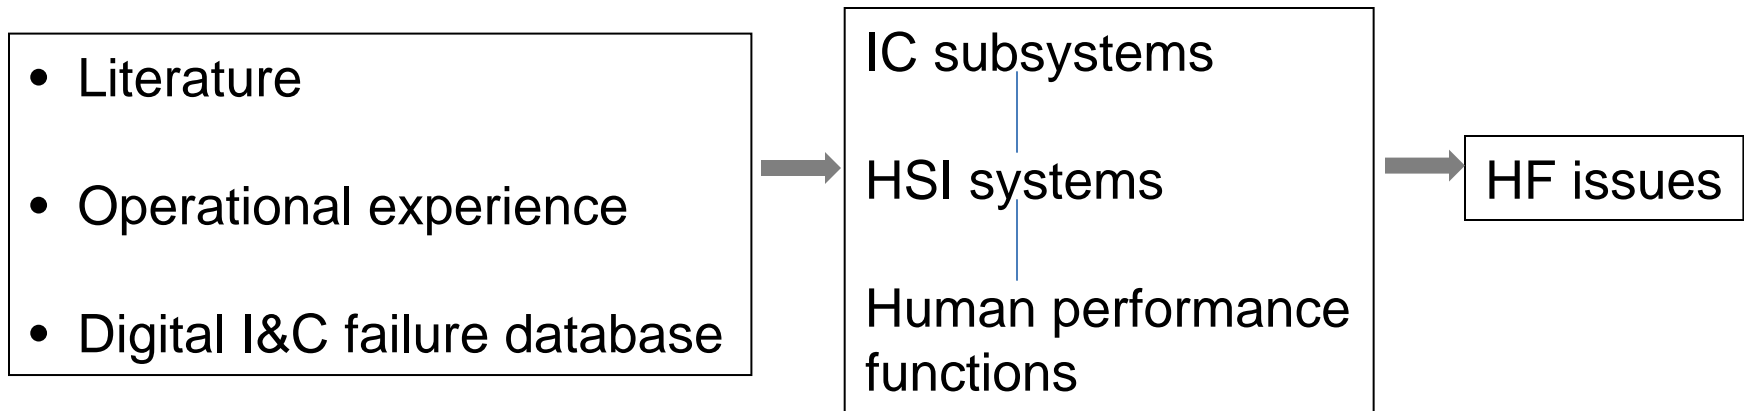 • Literature
• Operational experience
• Digital I&C failure database
IC subsystems
HSI systems
Human performance
functions
HF issues